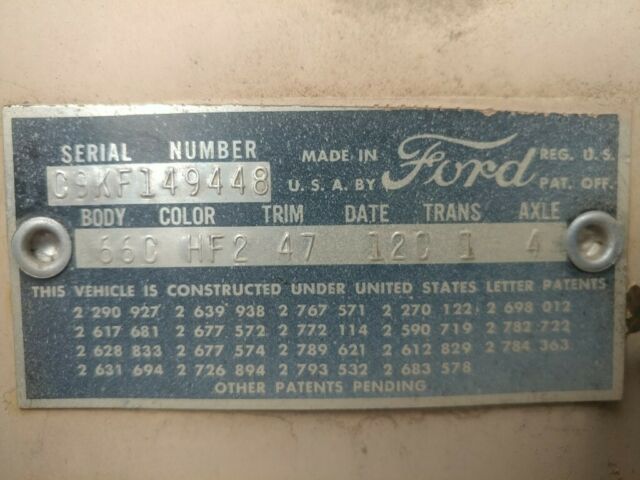 SERIAL NUMBER
MADE IN
Ford
REG. U.S.
C9KF149448
U.S.A. BY
PAT. OFF.
BODY COLOR TRIM DATE TRANS AXLE
66C HF2 47 12C 1 4
THIS VEHICLE IS CONSTRUCTED UNDER UNITED STATES LETTER PATENTS
2 290 927 2 639 938 2 767 571 2 270 122 2 698 012
2 617 681 2 677 572 2 772 114 2 590 719 2 782 722
2 628 833 2 677 574 2 789 621 2 612 829 2 784 363
2 631 694 2 726 894 2 793 532 2 683 578
OTHER PATENTS PENDING